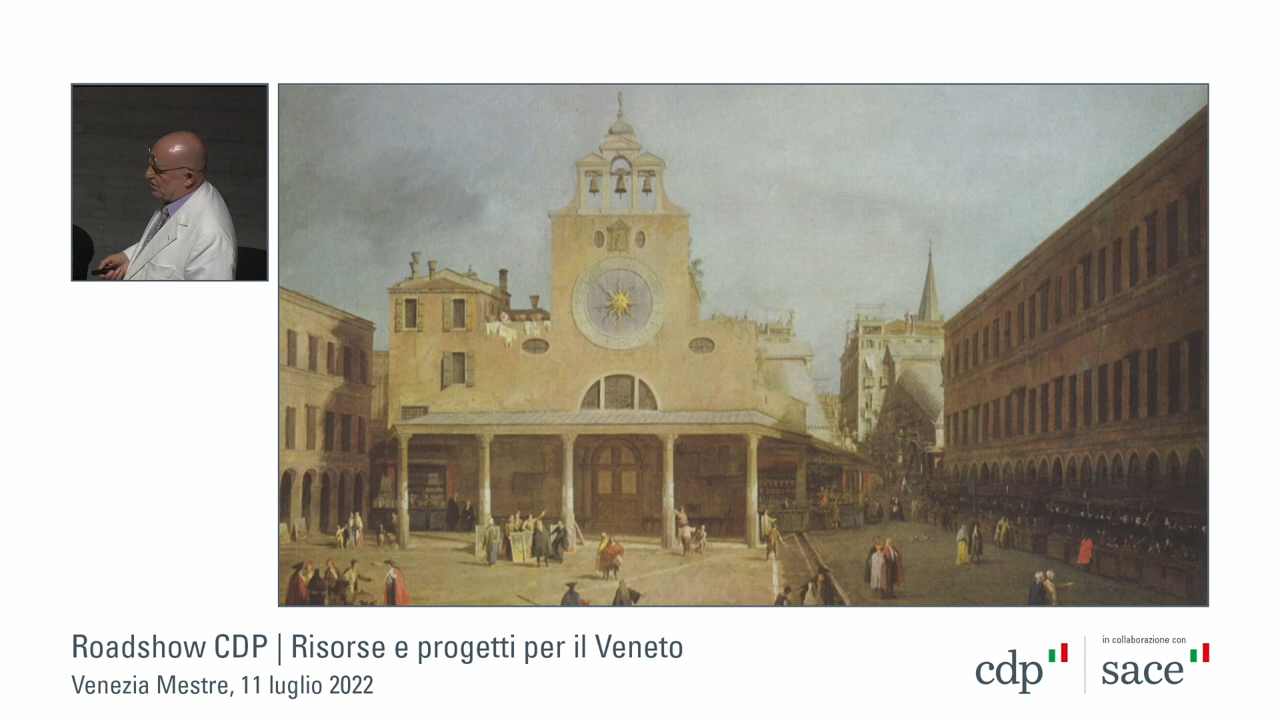 Roadshow CDP | Risorse e progetti per il Veneto
Venezia Mestre, 11 luglio 2022
cdp
in collaborazione con
sace